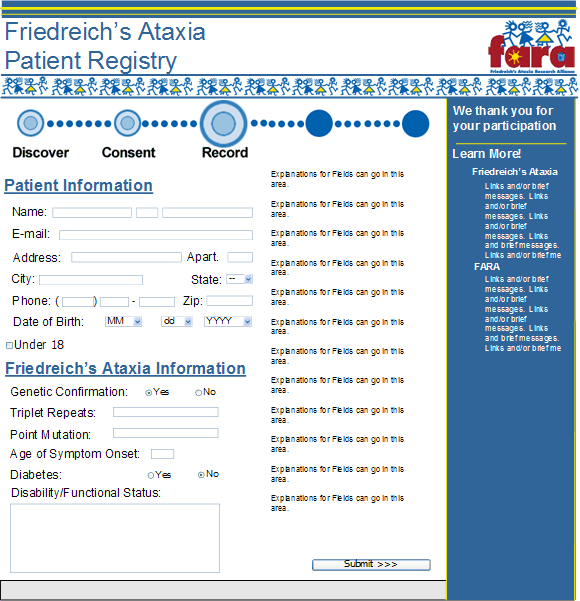 Friedreich's Ataxia
Patient Registry
fara
Friedreich's Ataxia Research Alliance
Discover
Consent
Record
We thank you for
your participation
Learn More!
Friedreich's Ataxia
Links and/or brief
messages. Links
and/or brief
messages. Links
and/or brief
messages. Links
and brief messages.
Links and/or brief me
FARA
Links and/or brief
messages. Links
and/or brief
messages. Links
and/or brief
messages. Links
and brief messages.
Links and/or brief me
Patient Information
Name:
E-mail:
Address:
Apart.
City:
State: --
Phone: ( ) -
Zip:
Date of Birth: MM dd YYYY
Under 18
Friedreich's Ataxia Information
Genetic Confirmation: Yes No
Triplet Repeats:
Point Mutation:
Age of Symptom Onset:
Diabetes: Yes No
Disability/Functional Status:
Explanations for Fields can go in this
area.
Explanations for Fields can go in this
area.
Explanations for Fields can go in this
area.
Explanations for Fields can go in this
area.
Explanations for Fields can go in this
area.
Explanations for Fields can go in this
area.
Explanations for Fields can go in this
area.
Explanations for Fields can go in this
area.
Explanations for Fields can go in this
area.
Explanations for Fields can go in this
area.
Explanations for Fields can go in this
area.
Explanations for Fields can go in this
area.
Submit >>>